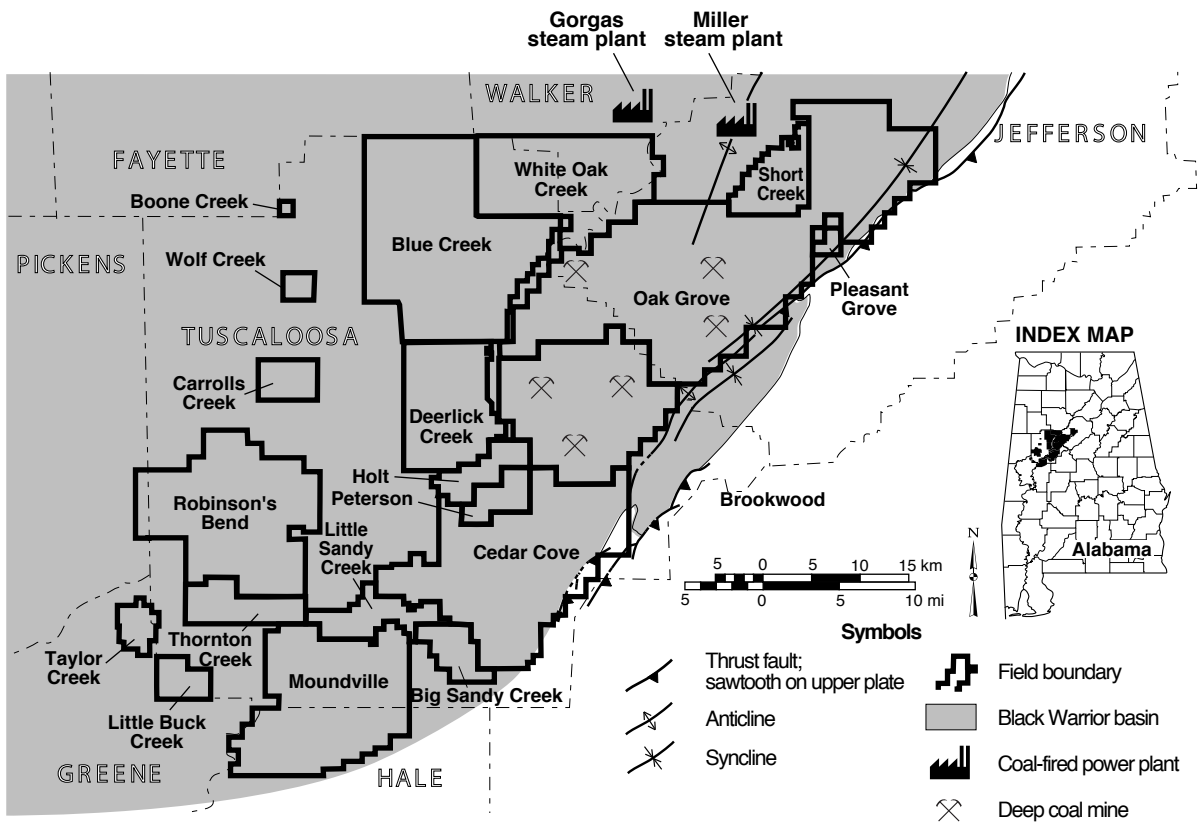 Gorgas
steam plant
Miller
steam plant
WALKER
JEFFERSON
FAYETTE
White Oak
Creek
Short
Creek
Boone Creek
Blue Creek
PICKENS
Wolf Creek
Oak Grove
Pleasant
Grove
TUSCALOOSA
INDEX MAP
Carrolls
Creek
Deerlick
Creek
Holt
Peterson
Brookwood
Robinson's
Bend
Little
Sandy
Creek
Cedar Cove
N
Alabama
5 0 5 10 15 km
5 0 5 10 mi
Thornton
Creek
Taylor
Creek
Moundville
Big Sandy Creek
Little Buck
Creek
GREENE
HALE
Symbols
Thrust fault;
sawtooth on upper plate
Anticline
Syncline
Field boundary
Black Warrior basin
Coal-fired power plant
Deep coal mine